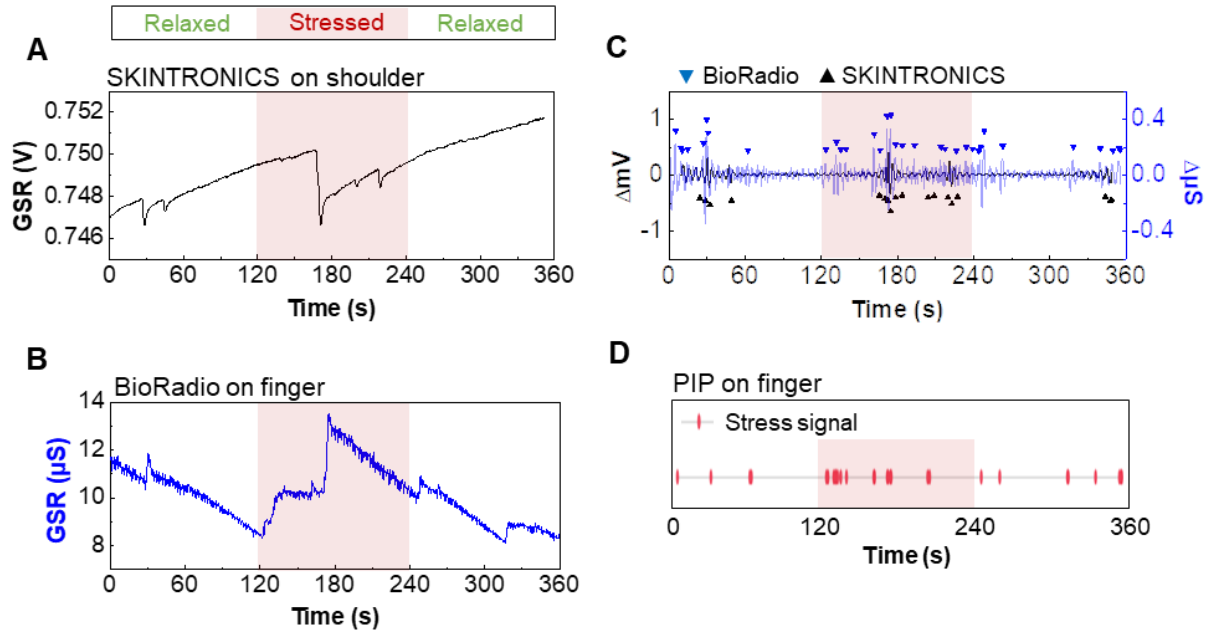 Relaxed Stressed Relaxed
A
SKINTRONICS on shoulder
GSR (V)
0.752
0.750
0.748
0.746
0 60 120 180 240 300 360
Time (s)
B
BioRadio on finger
GSR (µS)
14
12
10
8
0 60 120 180 240 300 360
Time (s)
C
▼ BioRadio ▲ SKINTRONICS
ΔmV
1
0
-1
0.4
0.0
-0.4
ΔµS
0 60 120 180 240 300 360
Time (s)
D
PIP on finger
Stress signal
0 120 240 360
Time (s)